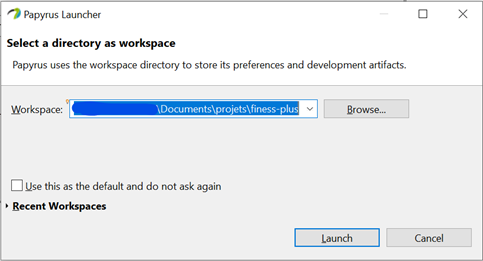 Papyrus Launcher
Select a directory as workspace
Papyrus uses the workspace directory to store its preferences and development artifacts.
Workspace: \Documents\projets\finess-plus Browse...
Use this as the default and do not ask again
Recent Workspaces
Launch Cancel